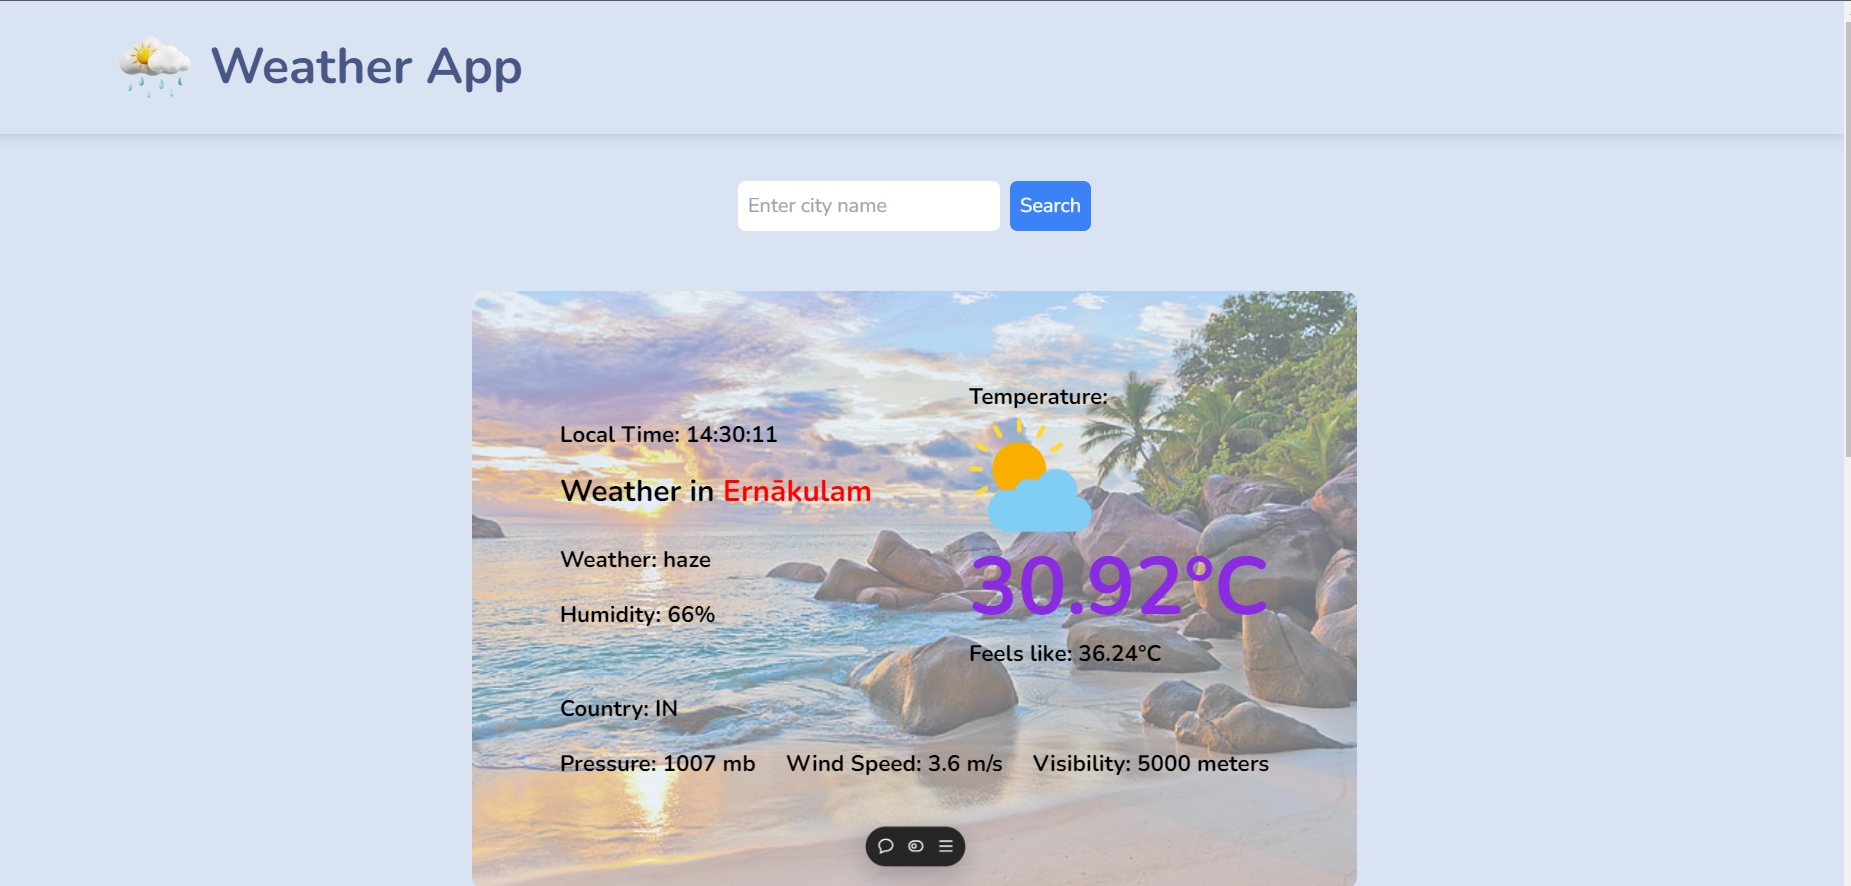 Weather App
Enter city name
Search
Temperature:
Local Time: 14:30:11
Weather in Ernākulam
Weather: haze
Humidity: 66%
30.92°C
Feels like: 36.24°C
Country: IN
Pressure: 1007 mb Wind Speed: 3.6 m/s Visibility: 5000 meters